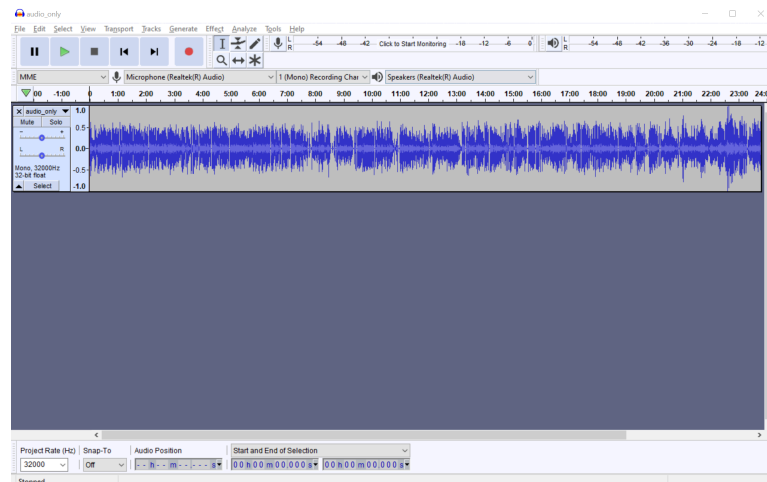 audio_only
File Edit Select View Transport Tracks Generate Effect Analyze Tools Help
L
R
-54 -48 -42 Click to Start Monitoring -18 -12 -6 0
L
R
-54 -48 -42 -36 -30 -24 -18 -12
MME Microphone (Realtek(R) Audio) 1 (Mono) Recording Char Speakers (Realtek(R) Audio)
00 -1:00 0 1:00 2:00 3:00 4:00 5:00 6:00 7:00 8:00 9:00 10:00 11:00 12:00 13:00 14:00 15:00 16:00 17:00 18:00 19:00 20:00 21:00 22:00 23:00 24:0
audio_only 1.0
Mute Solo
- + 0.5
L R 0.0
Mono, 32000Hz -0.5
32-bit float
Select -1.0
Project Rate (Hz) Snap-To Audio Position Start and End of Selection
32000 Off - - h - - m - - . - - - s 00 h 00 m 00.000 s 00 h 00 m 00.000 s
Stopped